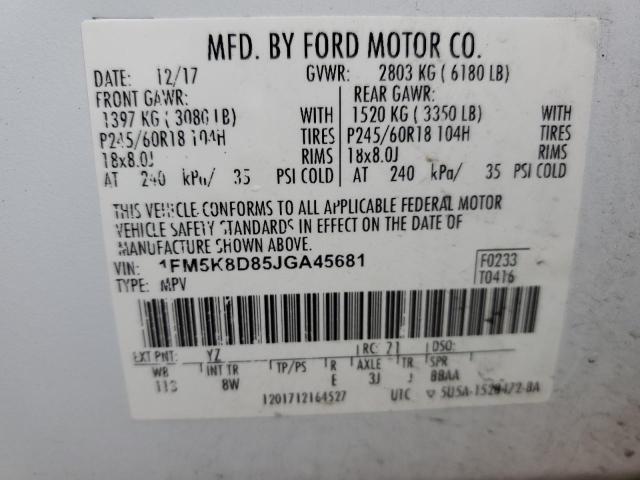 MFD. BY FORD MOTOR CO.
DATE: 12/17 GVWR: 2803 KG ( 6180 LB)
FRONT GAWR: REAR GAWR:
1397 KG ( 3080 LB) WITH 1520 KG ( 3350 LB) WITH
P245/60R18 104H TIRES P245/60R18 104H TIRES
18x8.0J RIMS 18x8.0J RIMS
AT 240 kPa/ 35 PSI COLD AT 240 kPa/ 35 PSI COLD
THIS VEHICLE CONFORMS TO ALL APPLICABLE FEDERAL MOTOR
VEHICLE SAFETY STANDARDS IN EFFECT ON THE DATE OF
MANUFACTURE SHOWN ABOVE.
VIN: 1FM5K8D85JGA45681 F0233
TYPE: MPV T0416
EXT PNT: YZ RC: 71 DSO:
WB INT TR TP/PS R AXLE TR SPR
113 8W E 3J J BBAA
1201712164527 UTC